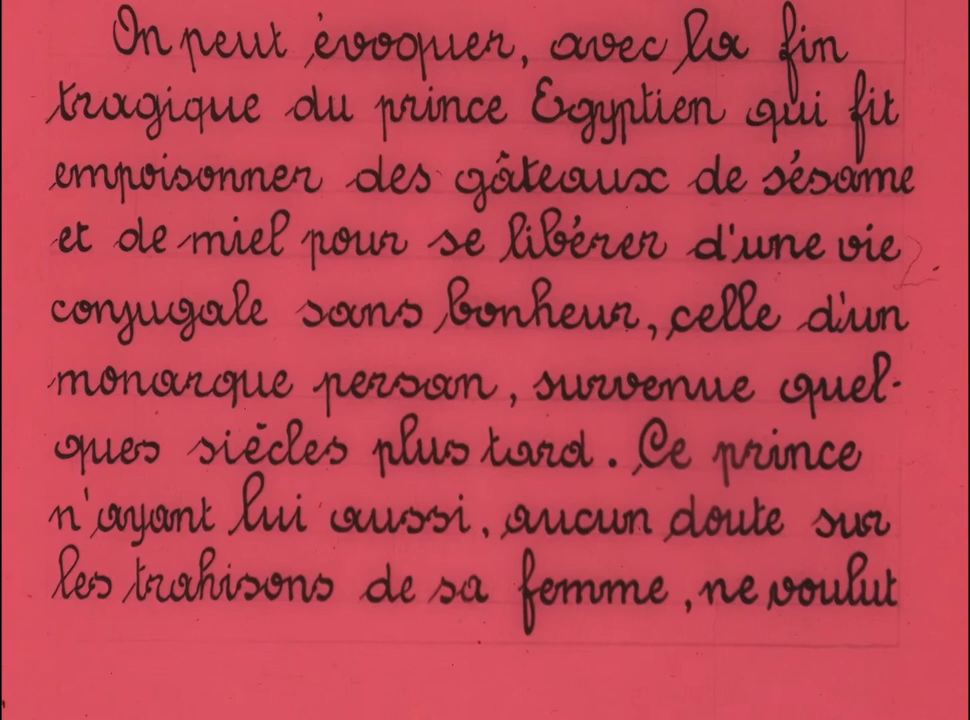 On peut évoquer, avec la fin
tragique du prince Egyptien qui fit
empoisonner des gâteaux de sésame
et de miel pour se libérer d'une vie
conjugale sans bonheur, celle d'un
monarque persan, survenue quel-
ques siècles plus tard. Ce prince
n'ayant lui aussi, aucun doute sur
les trahisons de sa femme, ne voulut